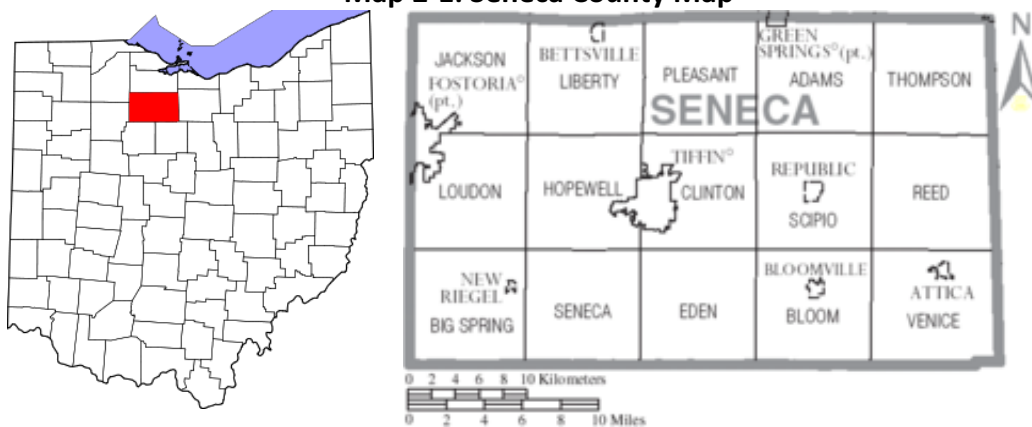 Map 2-1: Seneca County Map
N
JACKSON
FOSTORIA°
(pt.)
BETTSVILLE
LIBERTY
PLEASANT
GREEN
SPRINGS°(pt.)
ADAMS
THOMPSON
SENECA
LOUDON
HOPEWELL
TIFFIN°
CLINTON
REPUBLIC
SCIPIO
REED
NEW
RIEGEL
BIG SPRING
SENECA
EDEN
BLOOMVILLE
BLOOM
ATTICA
VENICE
0 2 4 6 8 10 Kilometers
0 2 4 6 8 10 Miles